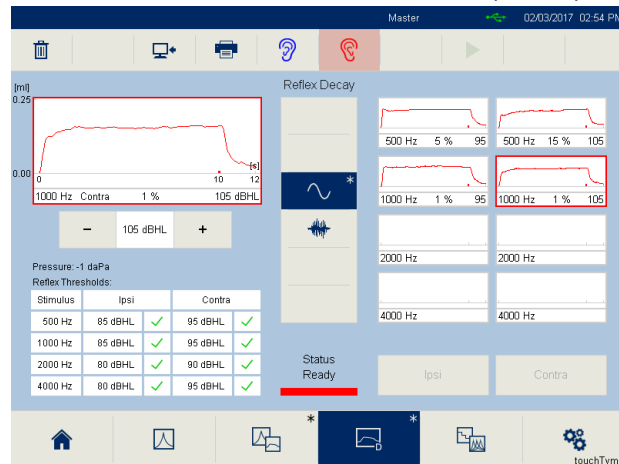 Master 02/03/2017 02:54 PM
Reflex Decay
[ml]
0.25
0.00
0 10 12
[s]
1000 Hz Contra 1 % 105 dBHL
- 105 dBHL +
Pressure: -1 daPa
Reflex Thresholds:
Stimulus Ipsi Contra
500 Hz 85 dBHL 95 dBHL
1000 Hz 85 dBHL 95 dBHL
2000 Hz 80 dBHL 90 dBHL
4000 Hz 80 dBHL 95 dBHL
* 
Status
Ready
500 Hz 5 % 95
500 Hz 15 % 105
1000 Hz 1 % 95
1000 Hz 1 % 105
2000 Hz
2000 Hz
4000 Hz
4000 Hz
Ipsi Contra
* *
D
touchTym